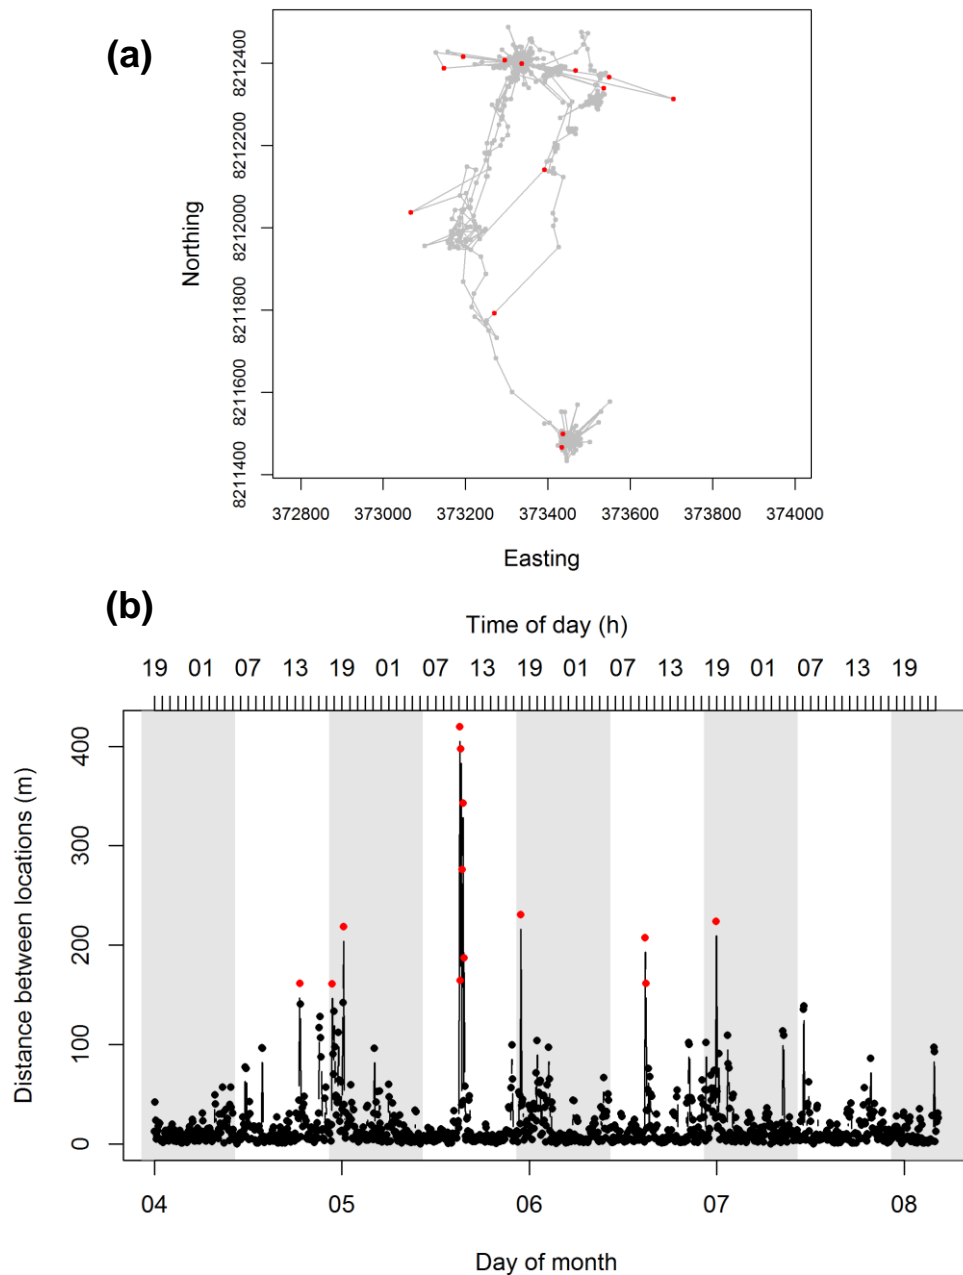 (a)
8212400
8212200
8212000
8211800
8211600
8211400
Northing
372800 373000 373200 373400 373600 373800 374000
Easting
(b)
Time of day (h)
19 01 07 13 19 01 07 13 19 01 07 13 19 01 07 13 19
400
300
200
100
0
Distance between locations (m)
04 05 06 07 08
Day of month